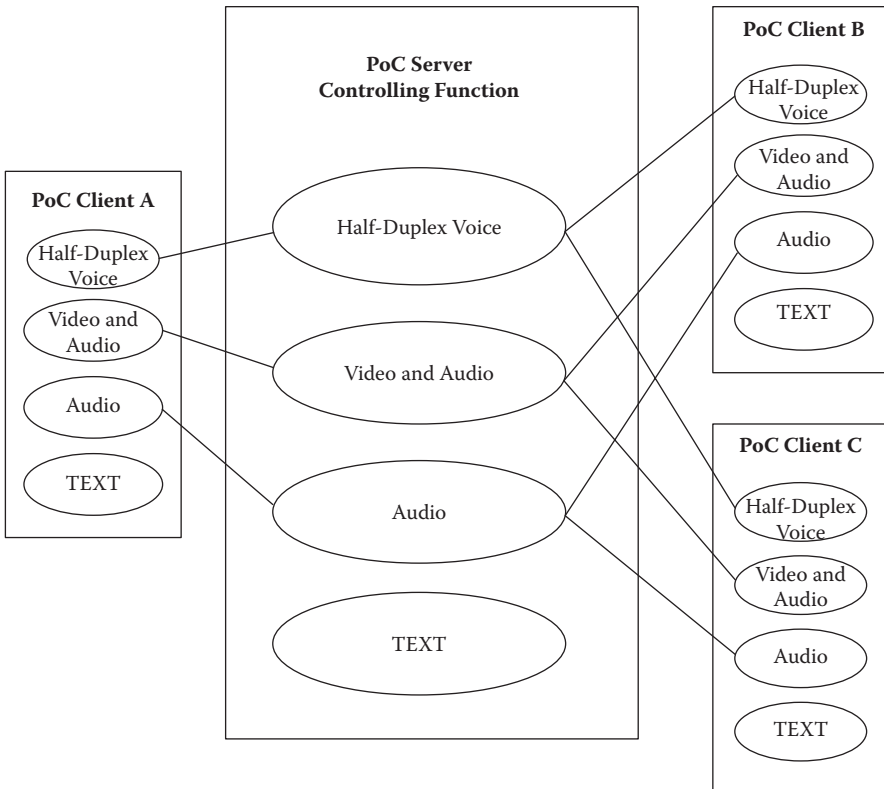 PoC Client A
Half-Duplex
Voice
Video and
Audio
Audio
TEXT
PoC Server
Controlling Function
Half-Duplex Voice
Video and Audio
Audio
TEXT
PoC Client B
Half-Duplex
Voice
Video and
Audio
Audio
TEXT
PoC Client C
Half-Duplex
Voice
Video and
Audio
Audio
TEXT